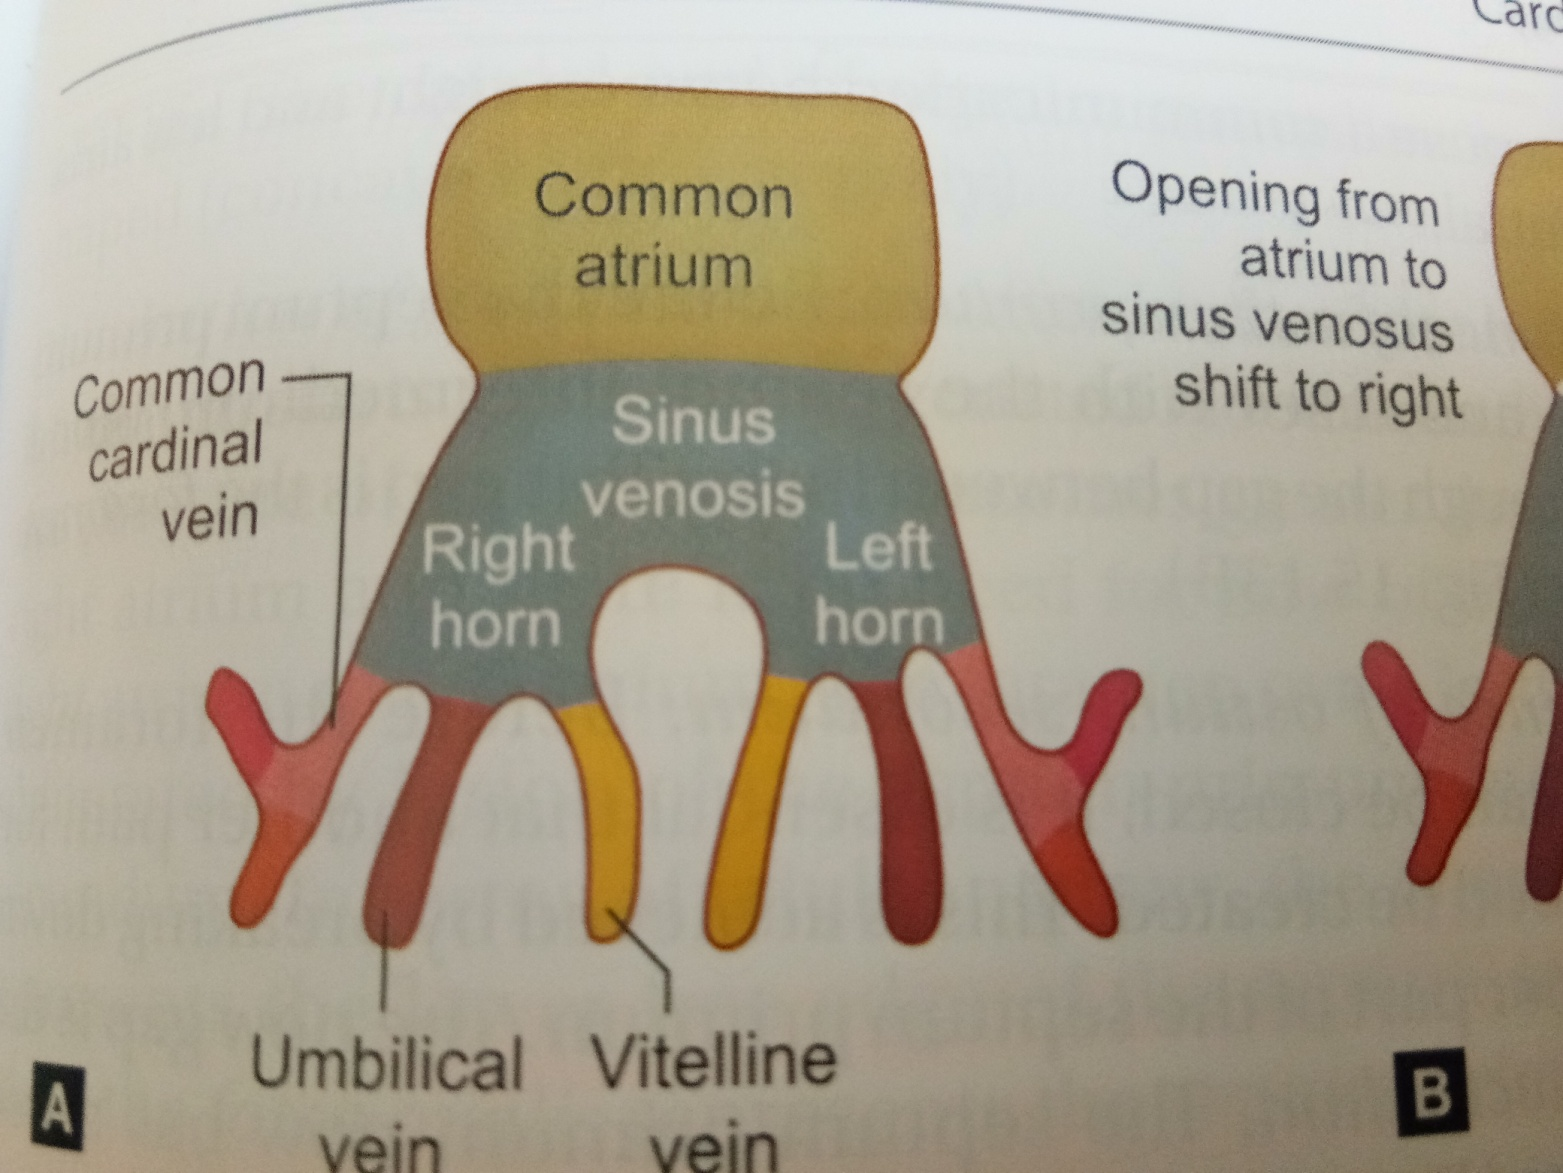 Card
Common
atrium
Opening from
atrium to
sinus venosus
shift to right
Common
cardinal
vein
Sinus
venosis
Right
horn
Left
horn
Umbilical
vein
Vitelline
vein
A
B